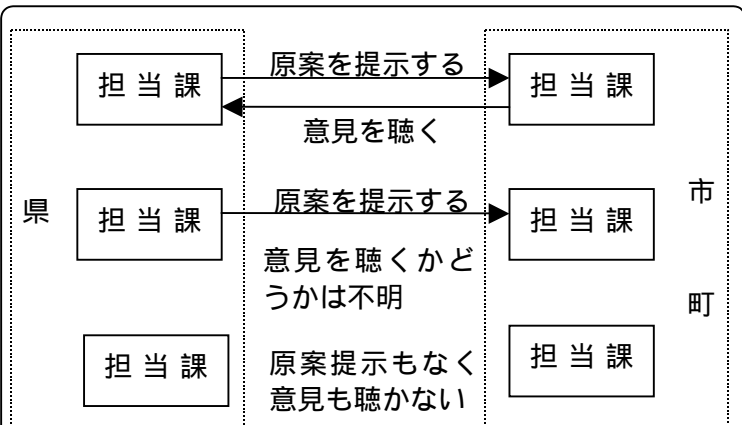 担当課
原案を提示する
担当課
意見を聴く
県
担当課
原案を提示する
担当課
市
意見を聴くかど
うかは不明
町
担当課
原案提示もなく
意見も聴かない
担当課